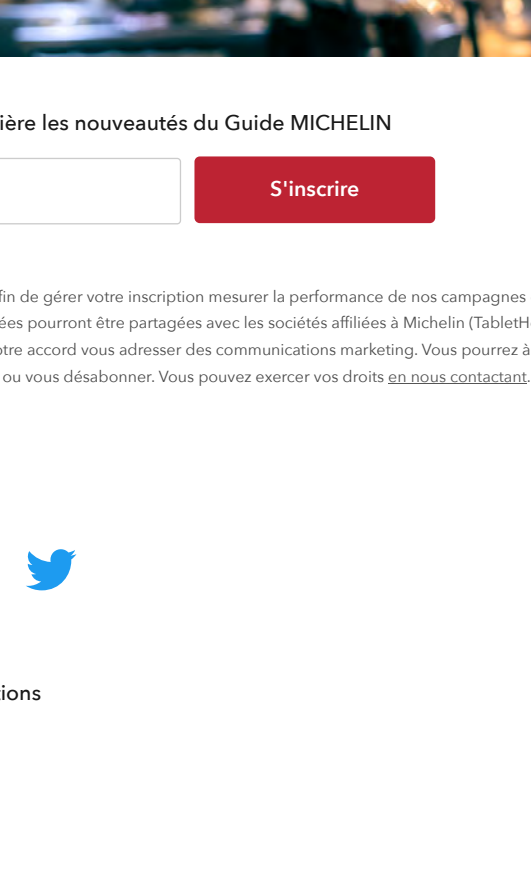 ière les nouveautés du Guide MICHELIN
S'inscrire
fin de gérer votre inscription mesurer la performance de nos campagnes
ées pourront être partagées avec les sociétés affiliées à Michelin (TabletH
otre accord vous adresser des communications marketing. Vous pourrez à
ou vous désabonner. Vous pouvez exercer vos droits en nous contactant.
tions